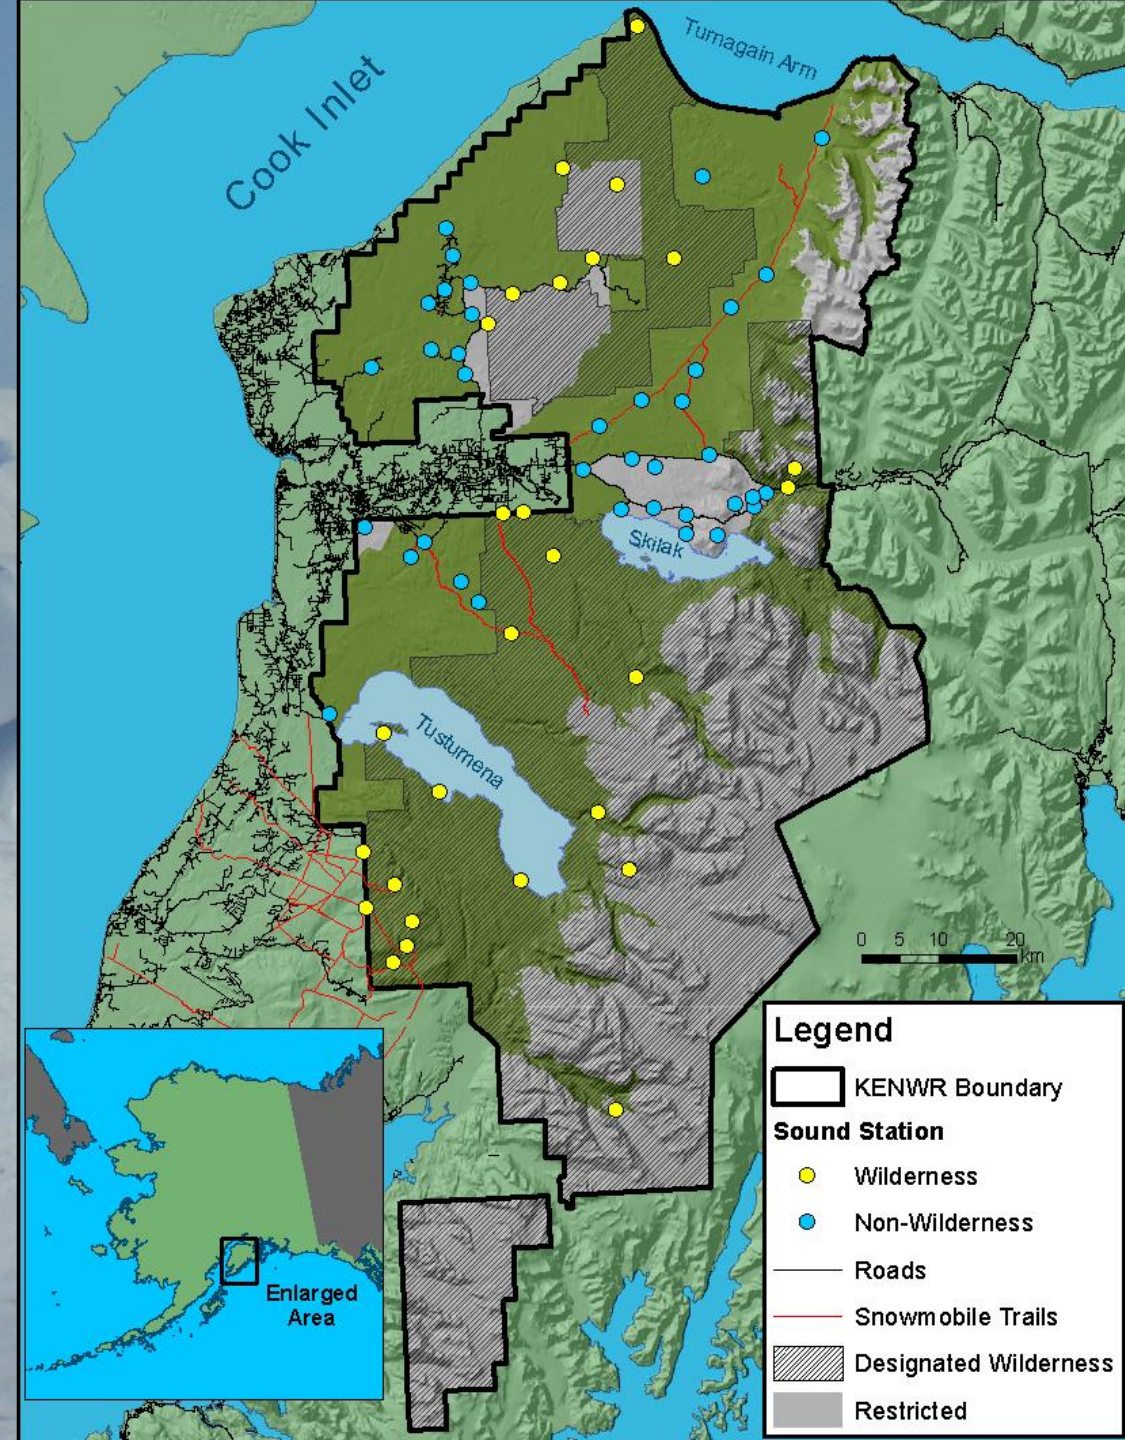 Turnagain Arm
Cook Inlet
Skilak
Tustumena
0 5 10 20
km
Enlarged
Area
Legend
KENWR Boundary
Sound Station
Wilderness
Non-Wilderness
Roads
Snowmobile Trails
Designated Wilderness
Restricted